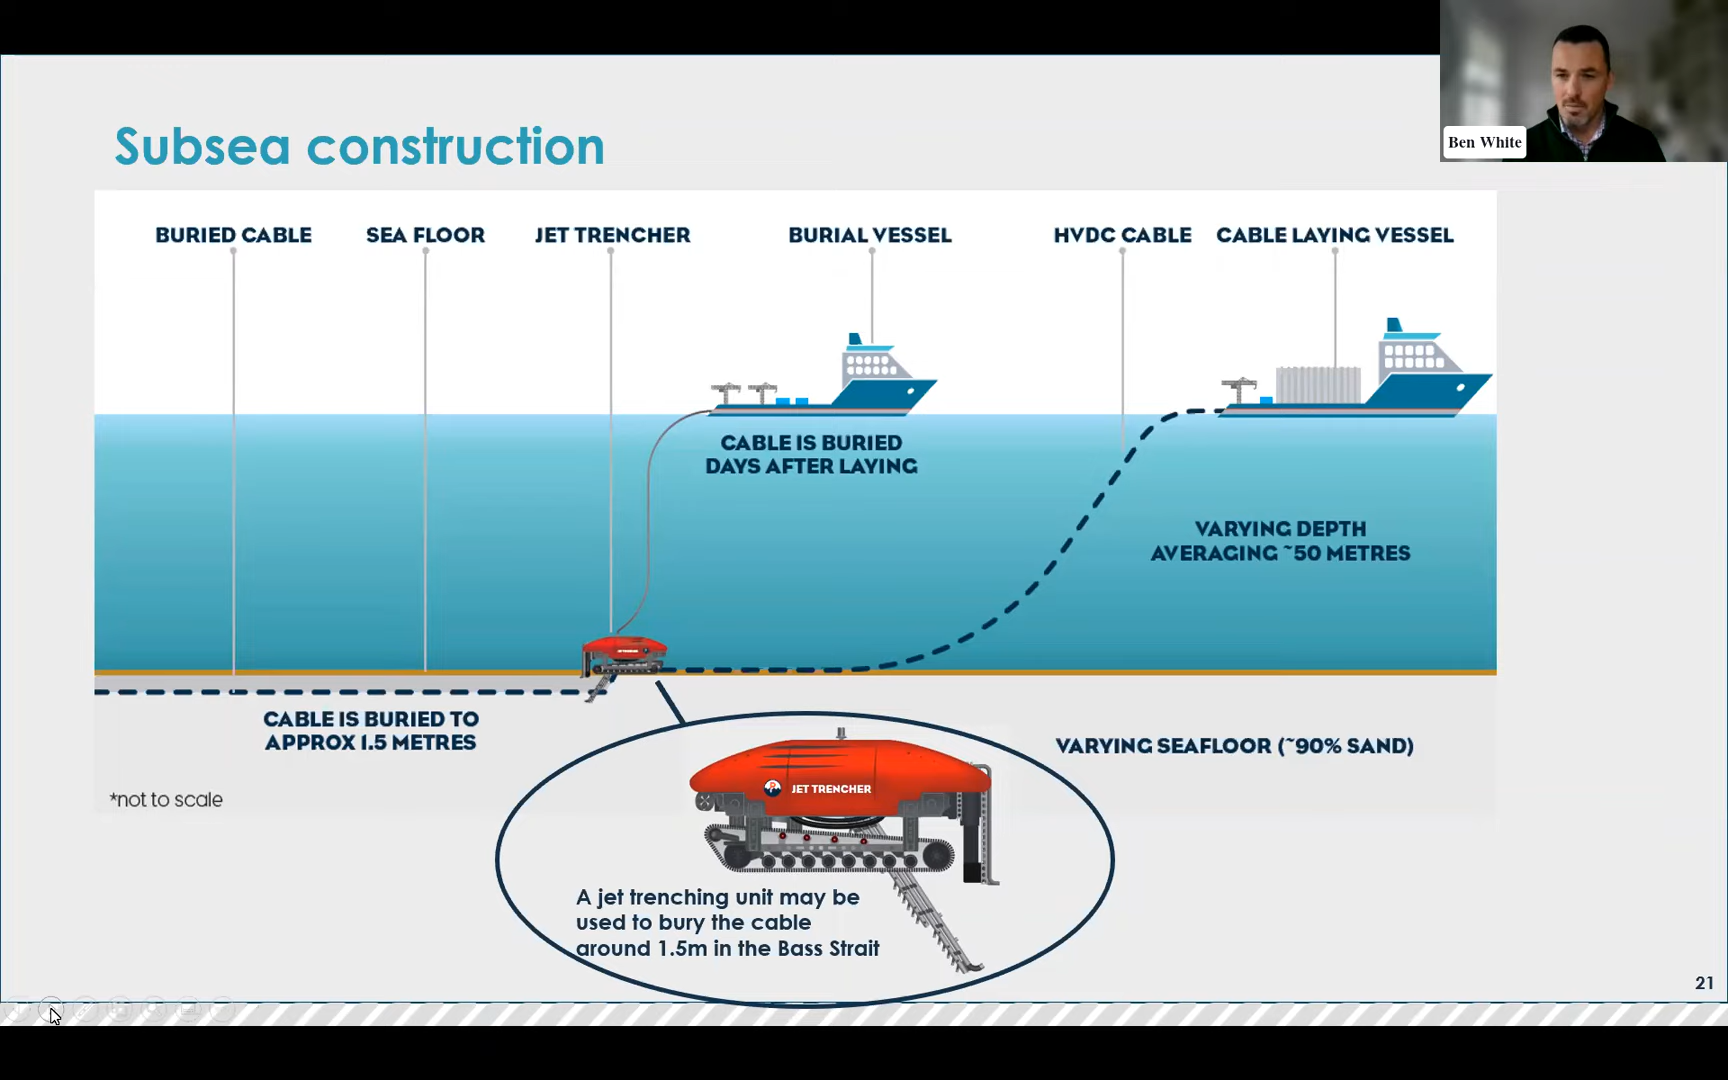 Ben White
Subsea construction
BURIED CABLE
SEA FLOOR
JET TRENCHER
BURIAL VESSEL
HVDC CABLE
CABLE LAYING VESSEL
CABLE IS BURIED
DAYS AFTER LAYING
VARYING DEPTH
AVERAGING ~50 METRES
JET TRENCHER
CABLE IS BURIED TO
APPROX 1.5 METRES
VARYING SEAFLOOR (~90% SAND)
*not to scale
JET TRENCHER
A jet trenching unit may be
used to bury the cable
around 1.5m in the Bass Strait
21